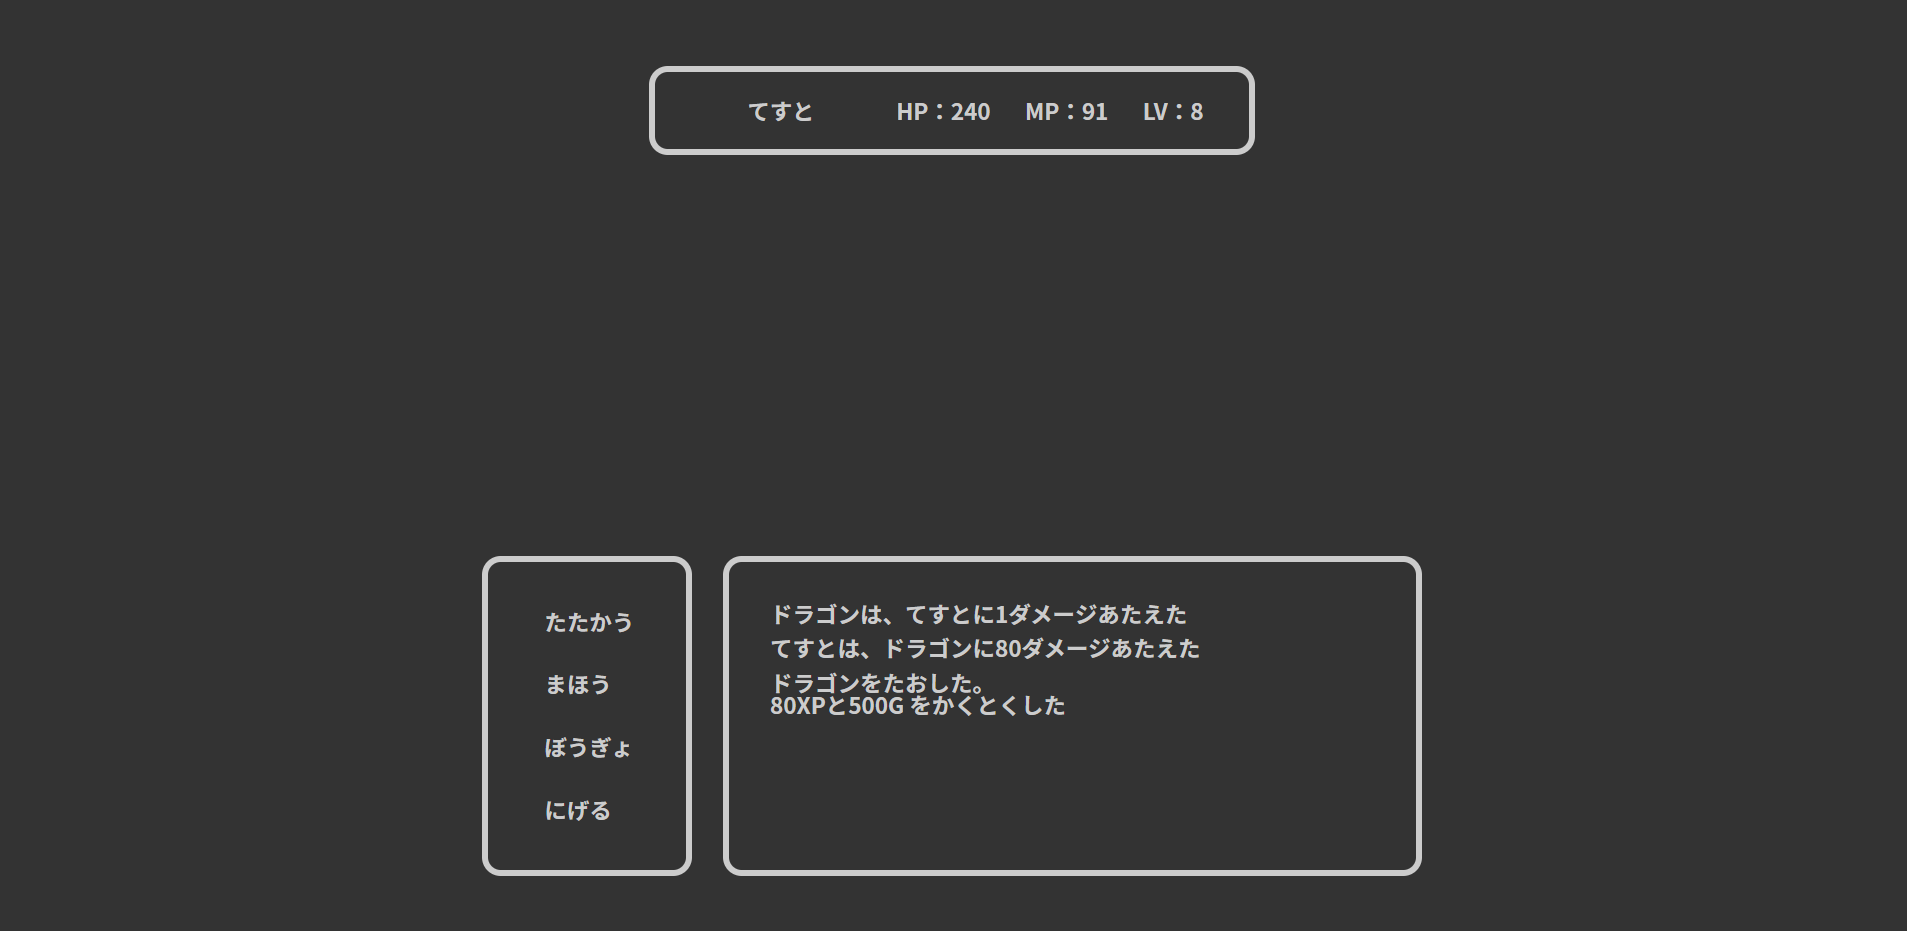 てすと HP：240 MP：91 LV：8
たたかう
まほう
ぼうぎょ
にげる
ドラゴンは、てすとに1ダメージあたえた
てすとは、ドラゴンに80ダメージあたえた
ドラゴンをたおした。
80XPと500G をかくとくした